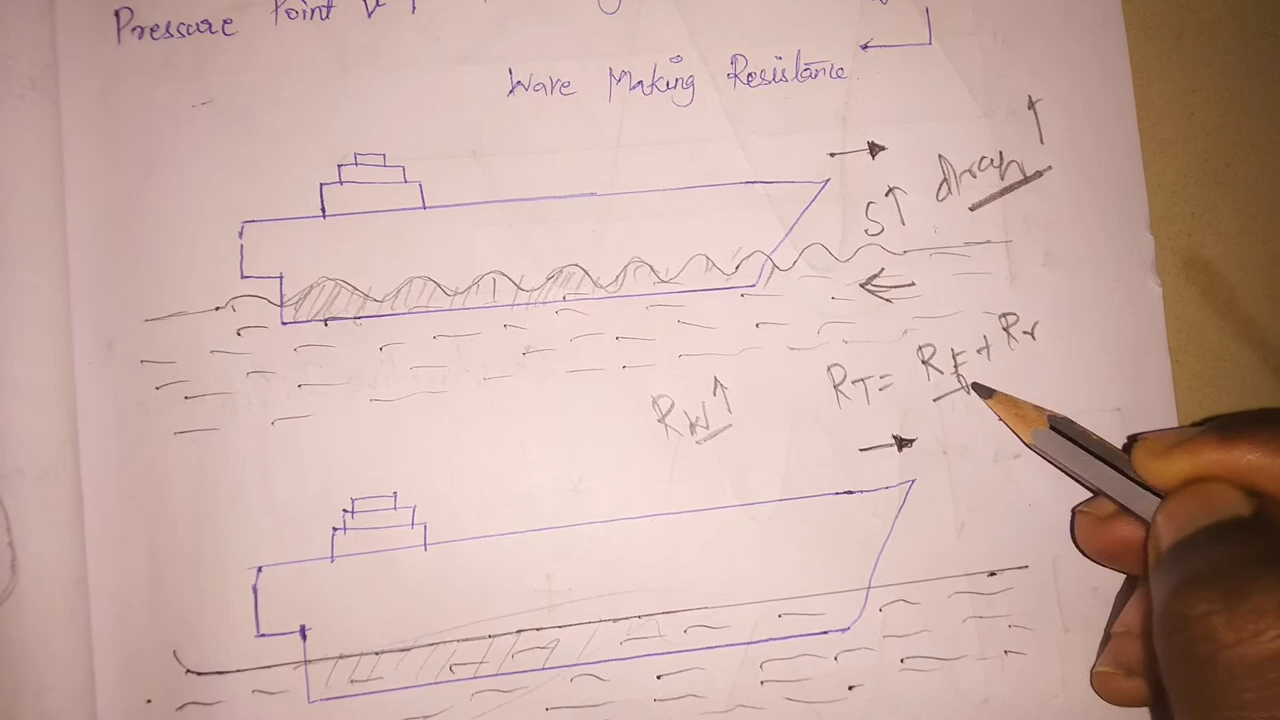 Pressure Point
Wave Making Resistance
S↑ drag ↑
RT = RF + Rr
RW↑